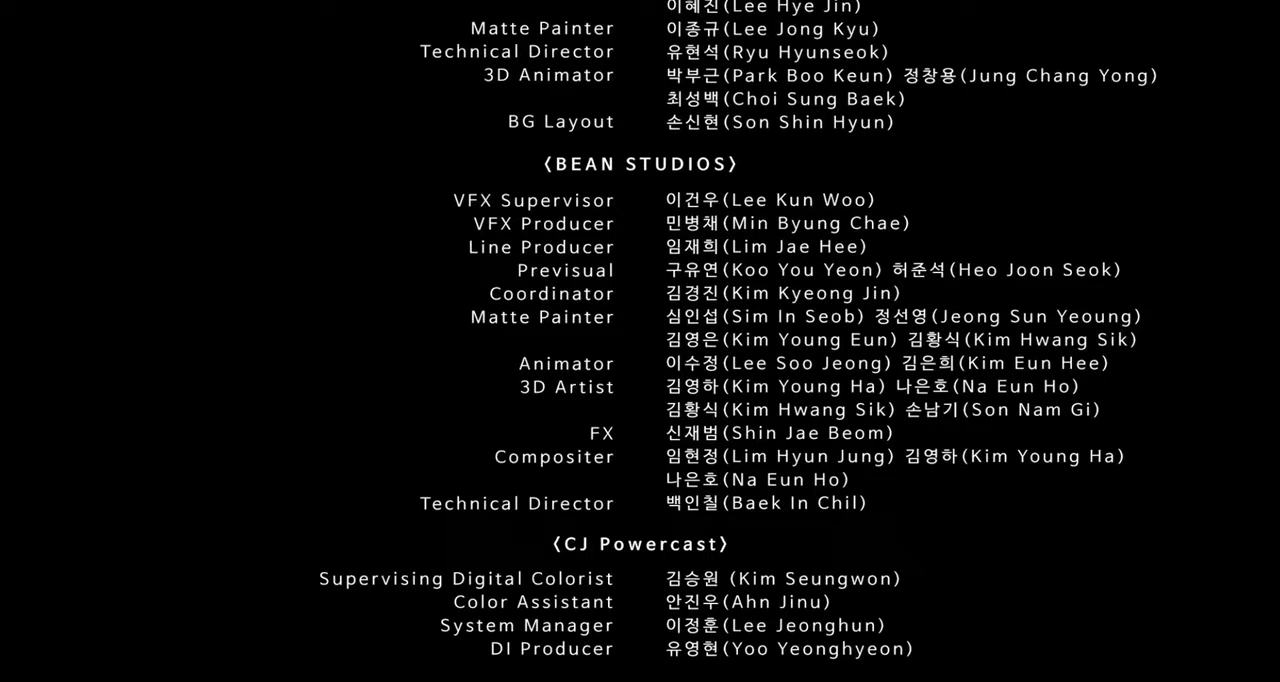 이혜진(Lee Hye Jin)
Matte Painter 이종규(Lee Jong Kyu)
Technical Director 유현석(Ryu Hyunseok)
3D Animator 박부근(Park Boo Keun) 정창용(Jung Chang Yong)
최성백(Choi Sung Baek)
BG Layout 손신현(Son Shin Hyun)
〈BEAN STUDIOS〉
VFX Supervisor 이건우(Lee Kun Woo)
VFX Producer 민병채(Min Byung Chae)
Line Producer 임재희(Lim Jae Hee)
Previsual 구유연(Koo You Yeon) 허준석(Heo Joon Seok)
Coordinator 김경진(Kim Kyeong Jin)
Matte Painter 심인섭(Sim In Seob) 정선영(Jeong Sun Yeoung)
김영은(Kim Young Eun) 김황식(Kim Hwang Sik)
Animator 이수정(Lee Soo Jeong) 김은희(Kim Eun Hee)
3D Artist 김영하(Kim Young Ha) 나은호(Na Eun Ho)
김황식(Kim Hwang Sik) 손남기(Son Nam Gi)
FX 신재범(Shin Jae Beom)
Compositer 임현정(Lim Hyun Jung) 김영하(Kim Young Ha)
나은호(Na Eun Ho)
Technical Director 백인칠(Baek In Chil)
〈CJ Powercast〉
Supervising Digital Colorist 김승원 (Kim Seungwon)
Color Assistant 안진우(Ahn Jinu)
System Manager 이정훈(Lee Jeonghun)
DI Producer 유영현(Yoo Yeonghyeon)